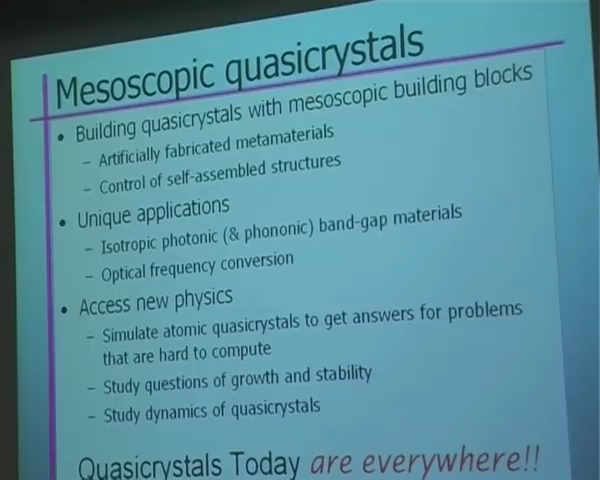 Mesoscopic quasicrystals
• Building quasicrystals with mesoscopic building blocks
– Artificially fabricated metamaterials
– Control of self-assembled structures
• Unique applications
– Isotropic photonic (& phononic) band-gap materials
– Optical frequency conversion
• Access new physics
– Simulate atomic quasicrystals to get answers for problems
that are hard to compute
– Study questions of growth and stability
– Study dynamics of quasicrystals
Quasicrystals Today are everywhere!!